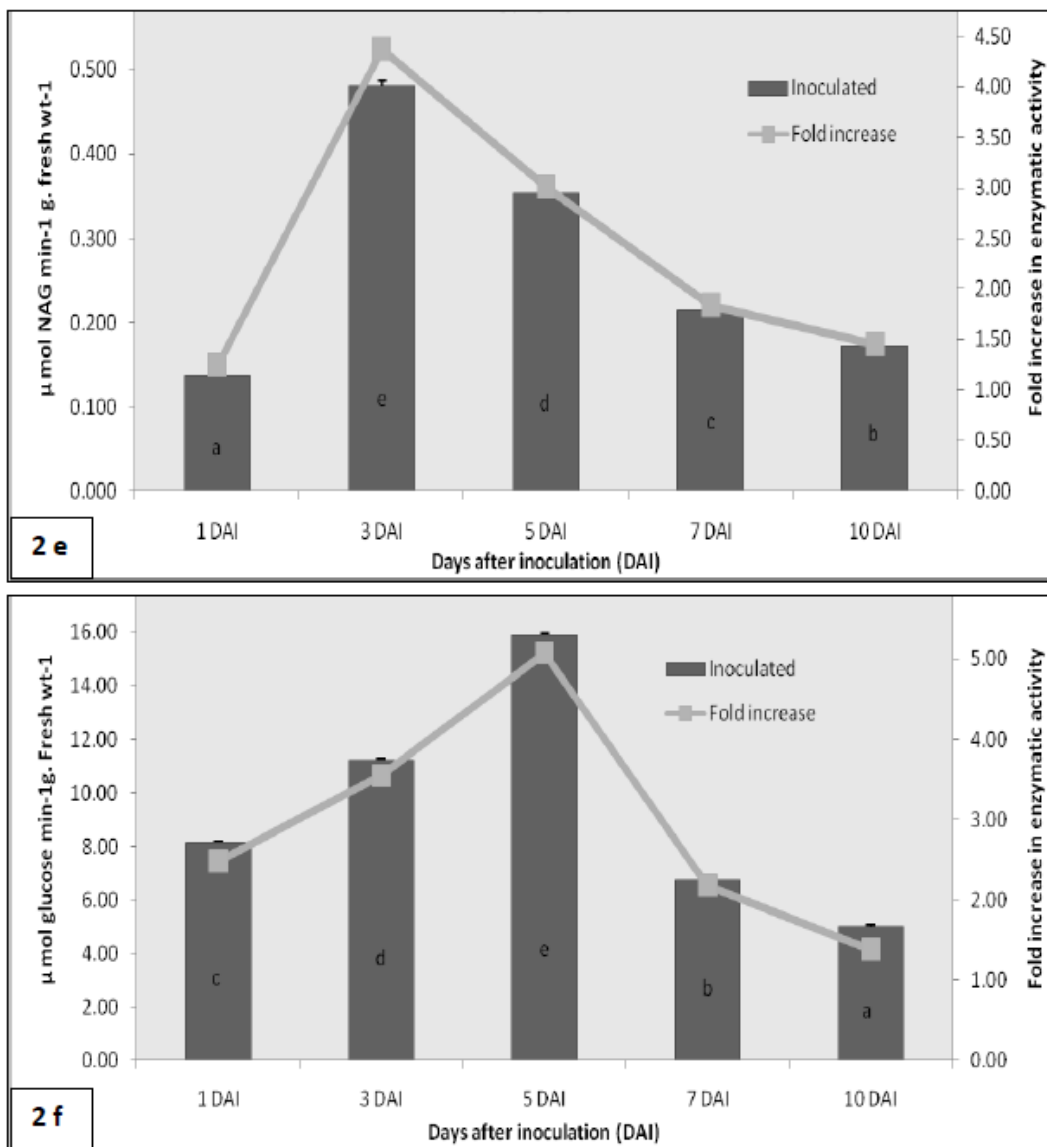 0.500
0.400
0.300
0.200
0.100
0.000
µ mol NAG min-1 g. fresh wt-1
Inoculated
Fold increase
4.50
4.00
3.50
3.00
2.50
2.00
1.50
1.00
0.50
0.00
Fold increase in enzymatic activity
a
e
d
c
b
1 DAI 3 DAI 5 DAI 7 DAI 10 DAI
Days after inoculation (DAI)
2 e
16.00
14.00
12.00
10.00
8.00
6.00
4.00
2.00
0.00
µ mol glucose min-1g. Fresh wt-1
Inoculated
Fold increase
5.00
4.00
3.00
2.00
1.00
0.00
Fold increase in enzymatic activity
c
d
e
b
a
1 DAI 3 DAI 5 DAI 7 DAI 10 DAI
Days after inoculation (DAI)
2 f